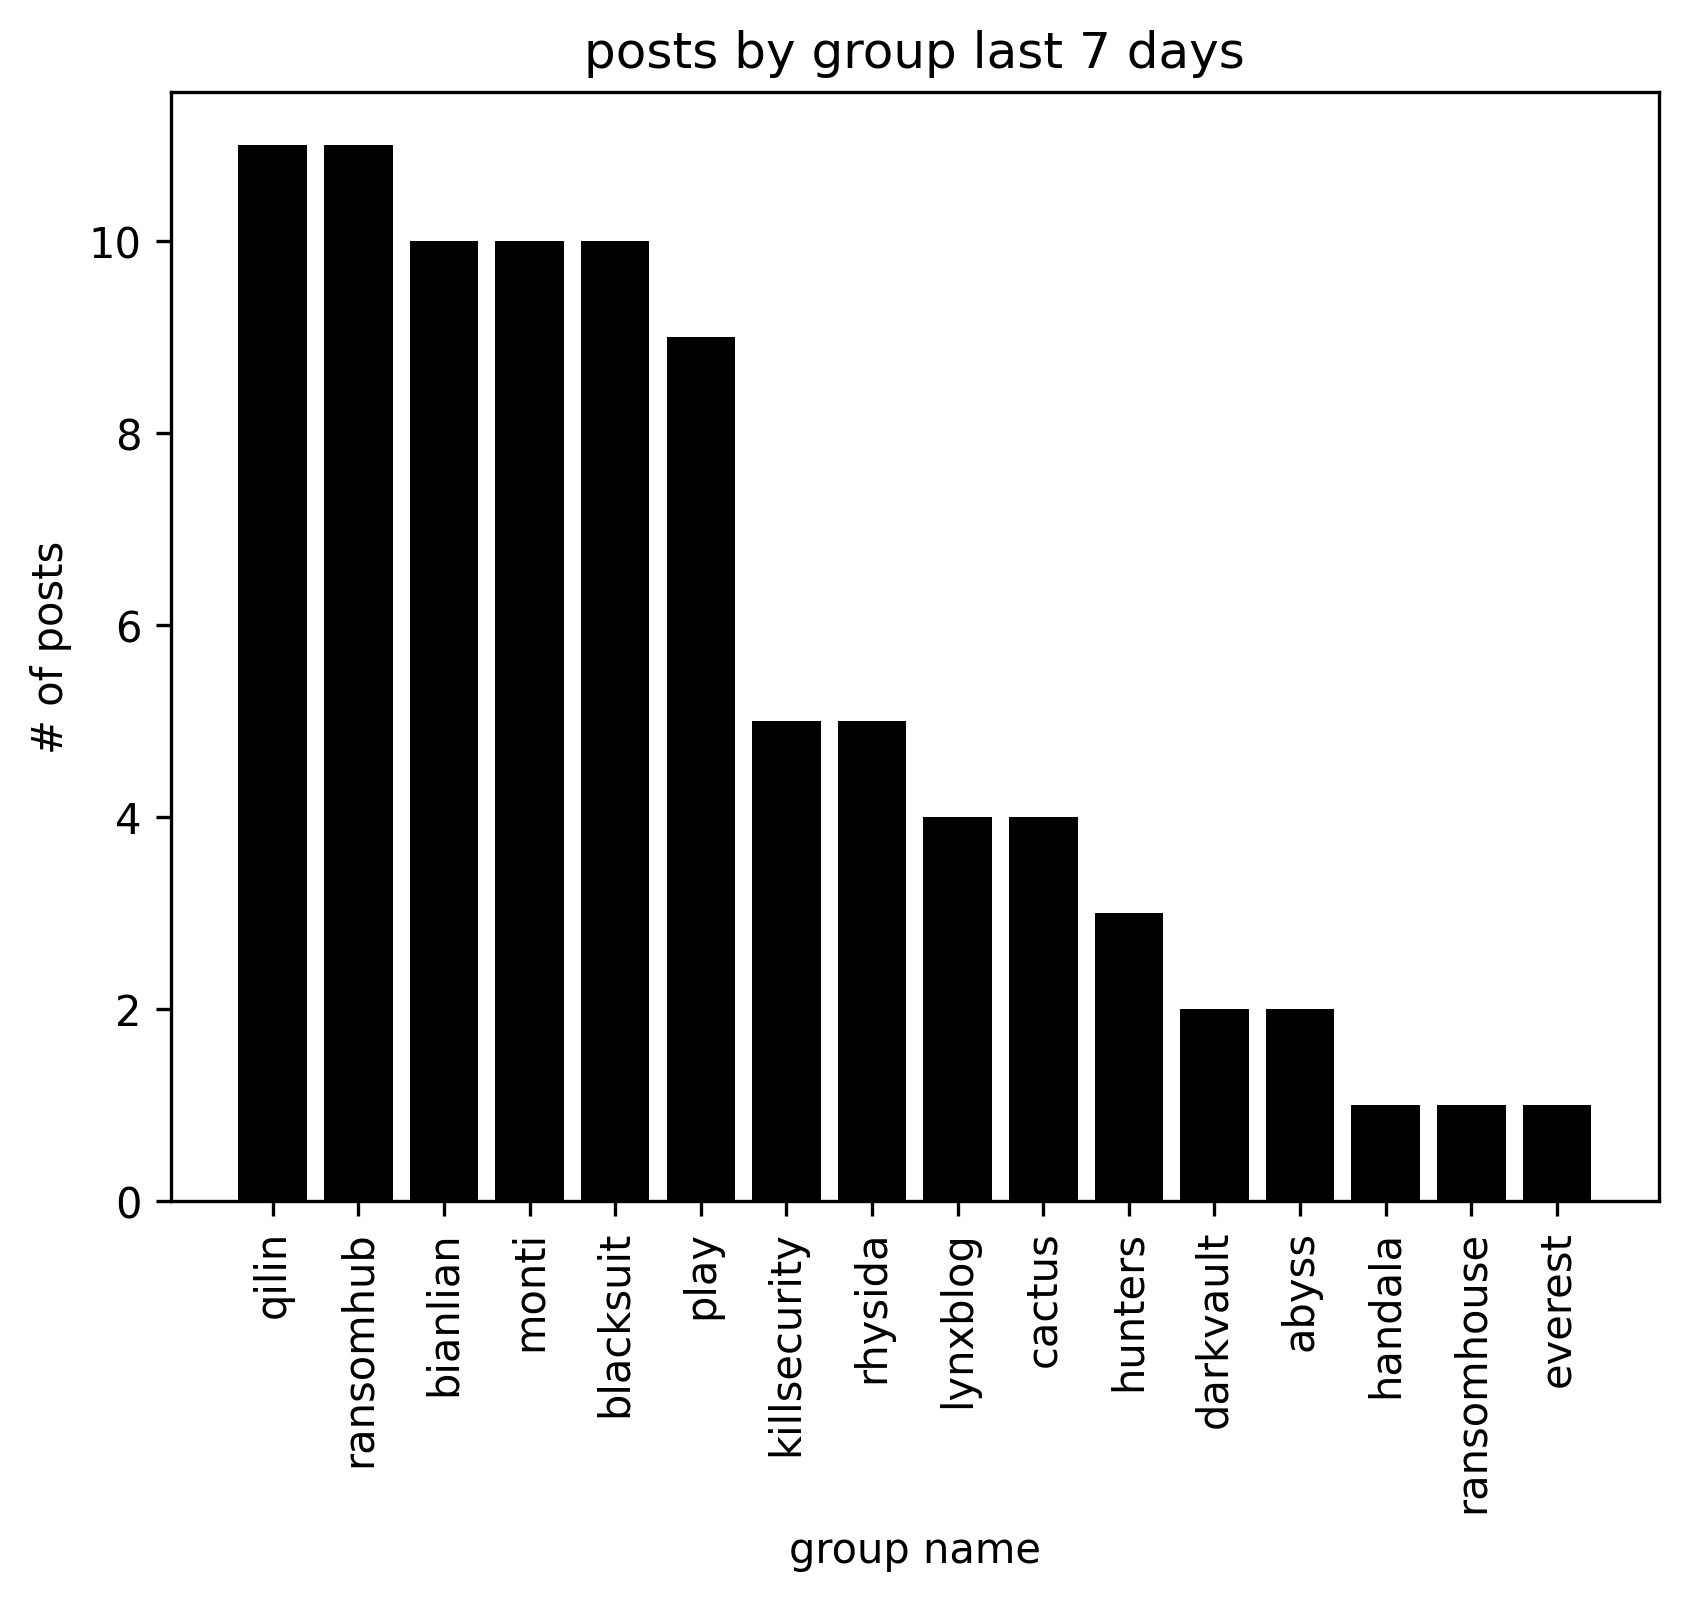 posts by group last 7 days
# of posts
10
8
6
4
2
0
qilin
ransomhub
bianlian
monti
blacksuit
play
killsecurity
rhysida
lynxblog
cactus
hunters
darkvault
abyss
handala
ransomhouse
everest
group name